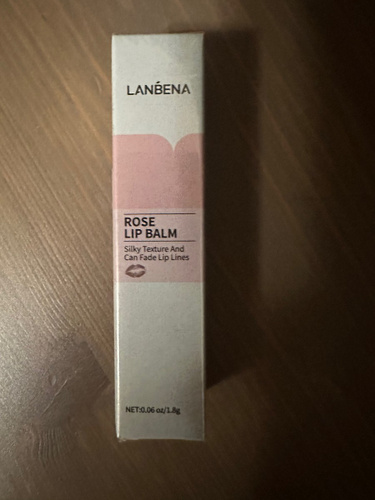 LANBENA
ROSE
LIP BALM
Silky Texture And
Can Fade Lip Lines
NET:0.06 oz/1.8g